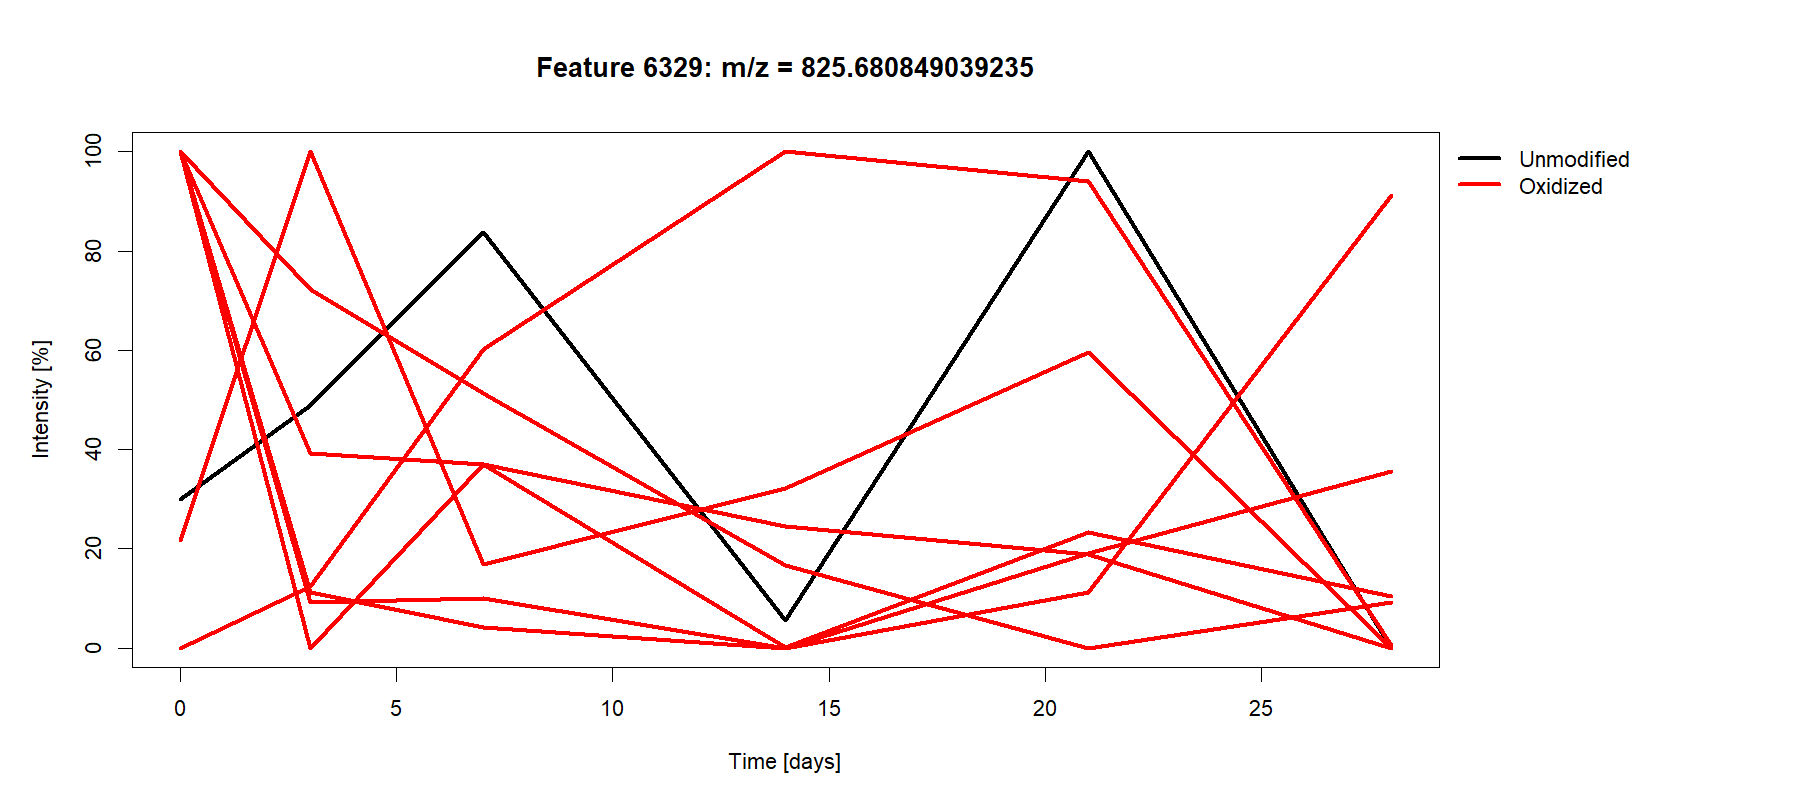 Feature 6329: m/z = 825.680849039235
Unmodified
Oxidized
Intensity [%]
100
80
60
40
20
0
0 5 10 15 20 25
Time [days]